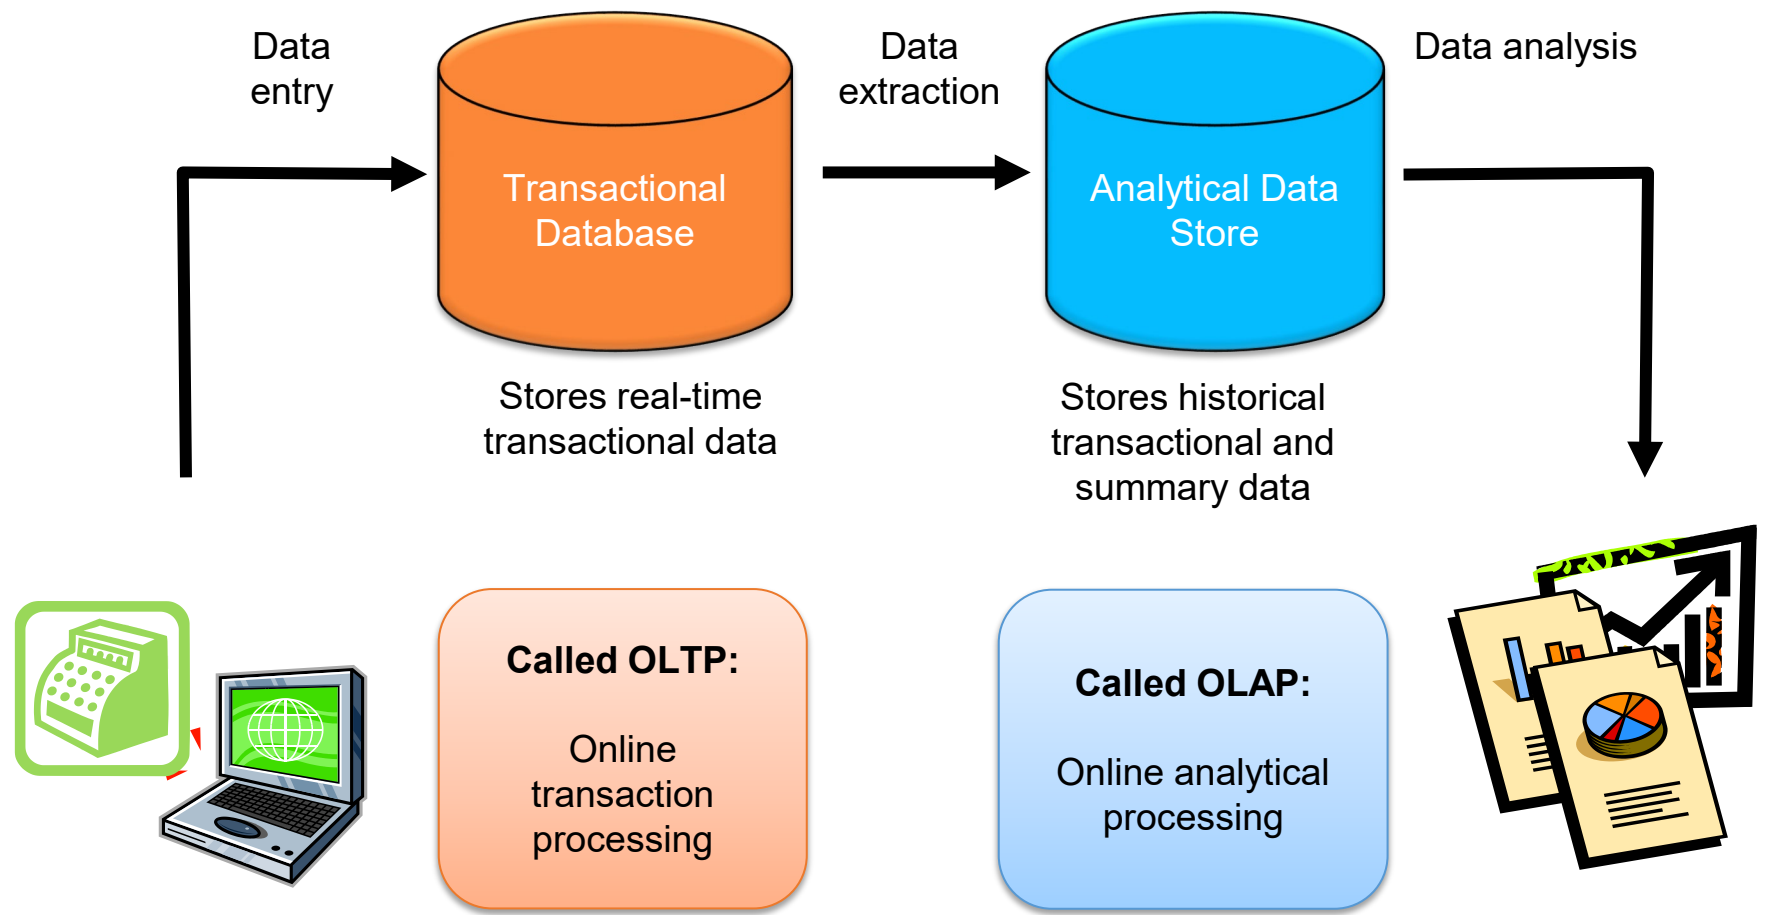 Data
entry
Data
extraction
Data analysis
Transactional
Database
Analytical Data
Store
Stores real-time
transactional data
Stores historical
transactional and
summary data
Called OLTP:
Online
transaction
processing
Called OLAP:
Online analytical
processing